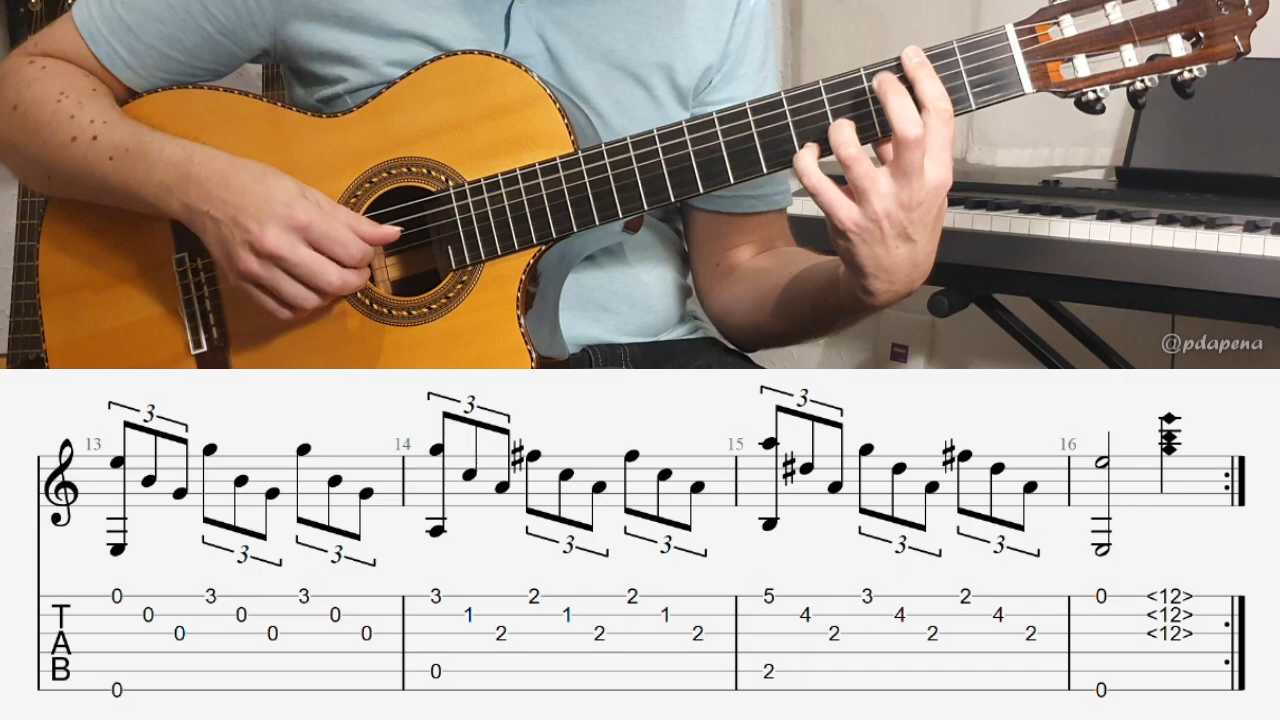 @pdapena
3 3 3 3
13 14 15 16
3 3 3 3 3 3
0 3 3 3 2 2 5 3 2 0 <12>
T 0 0 0 1 1 1 4 4 4 <12>
A 0 0 0 2 2 2 2 2 2 <12>
B 0 2
0 0